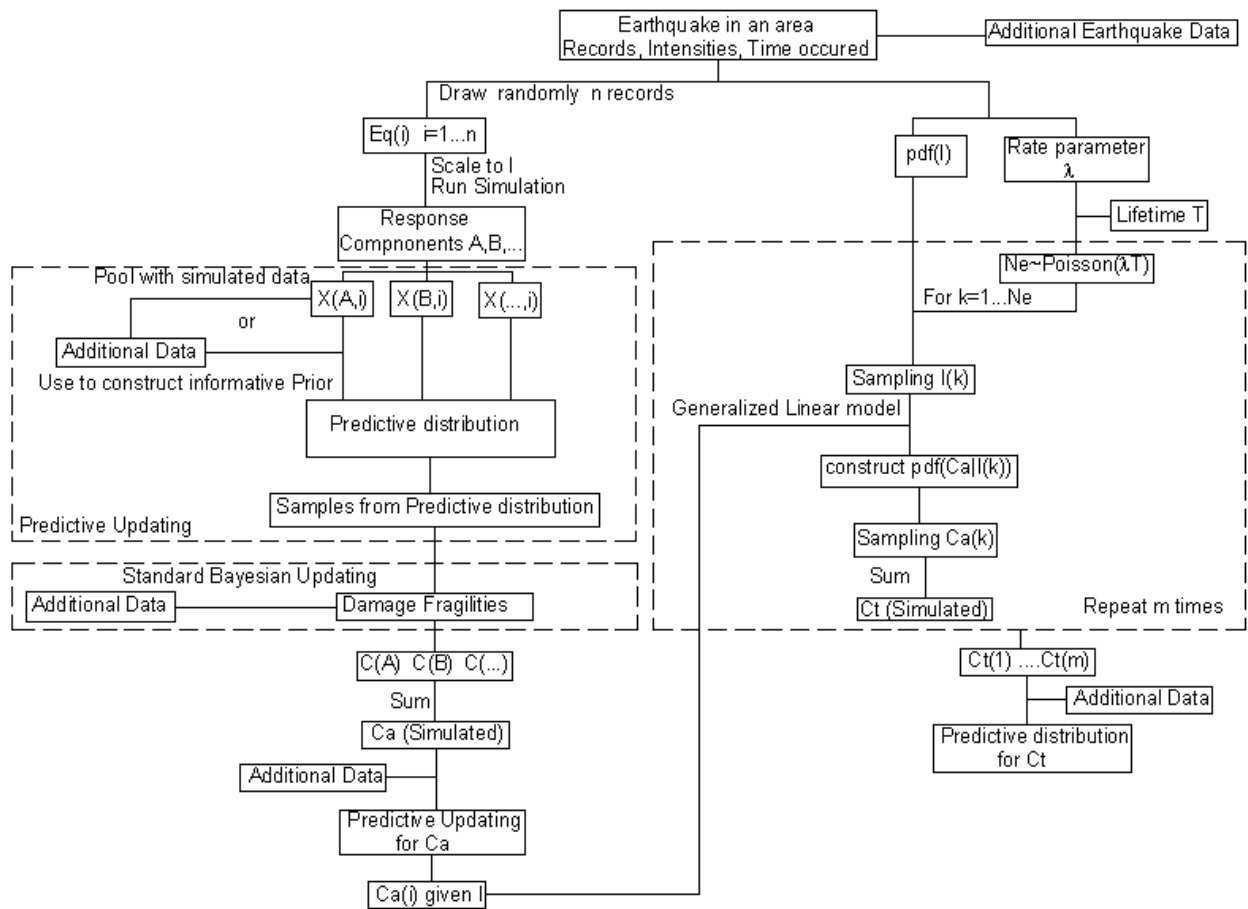 Earthquake in an area
Records, Intensities, Time occured
Additional Earthquake Data
Draw randomly n records
Eq(i) i=1...n
Scale to I
Run Simulation
pdf(I)
Rate parameter
λ
Lifetime T
Response
Compnonents A,B,...
Ne~Poisson(λT)
For k=1...Ne
Pool with simulated data
X(A,i)
X(B,i)
X(...,i)
or
Additional Data
Use to construct informative Prior
Predictive distribution
Samples from Predictive distribution
Predictive Updating
Sampling I(k)
Generalized Linear model
construct pdf(Ca|I(k))
Sampling Ca(k)
Sum
Ct (Simulated)
Repeat m times
Standard Bayesian Updating
Additional Data
Damage Fragilities
C(A) C(B) C(...)
Sum
Ca (Simulated)
Additional Data
Predictive Updating
for Ca
Ca(i) given I
Ct(1) ....Ct(m)
Additional Data
Predictive distribution
for Ct